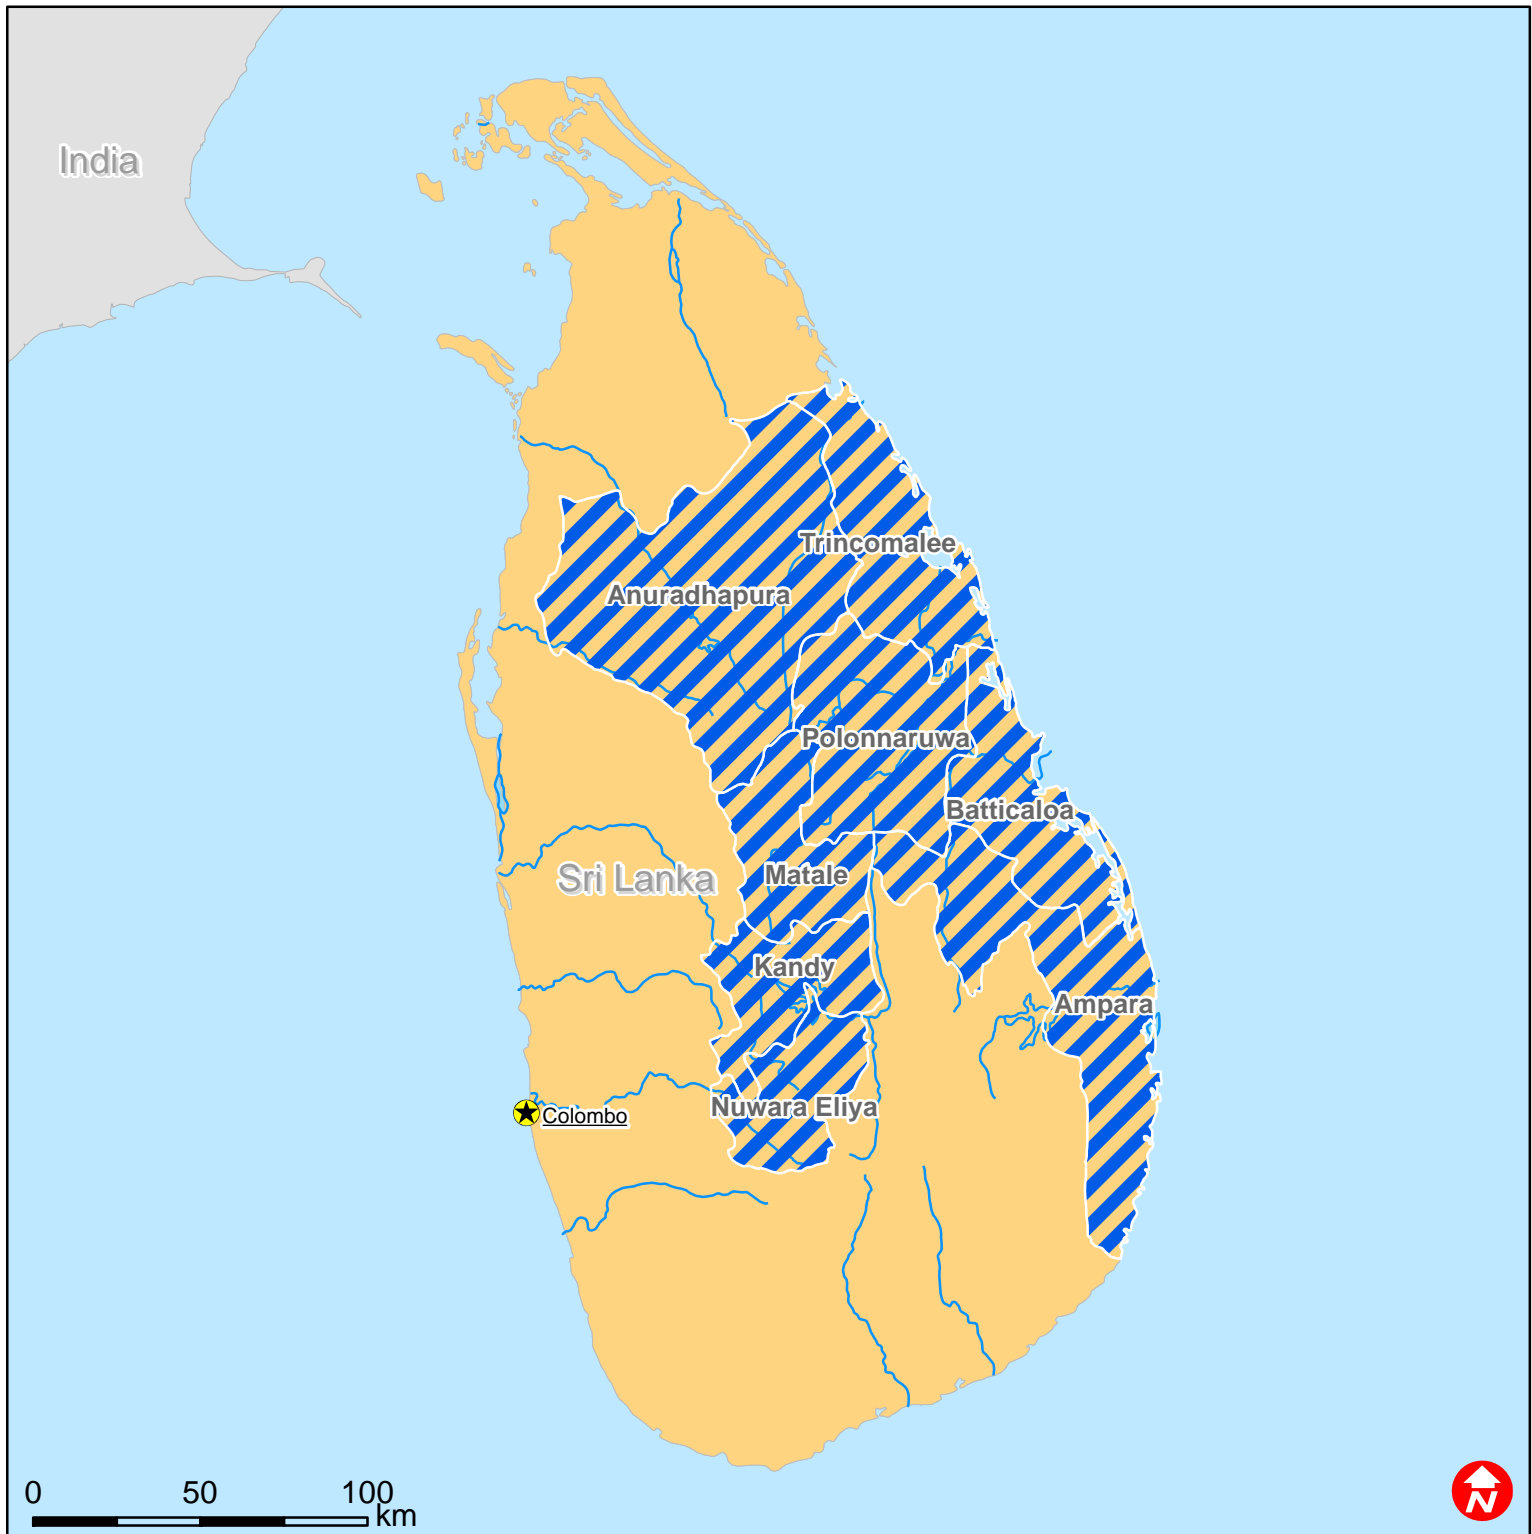 India
Trincomalee
Anuradhapura
Polonnaruwa
Batticaloa
Matale
Sri Lanka
Kandy
Ampara
Nuwara Eliya
Colombo
0 50 100
km
N